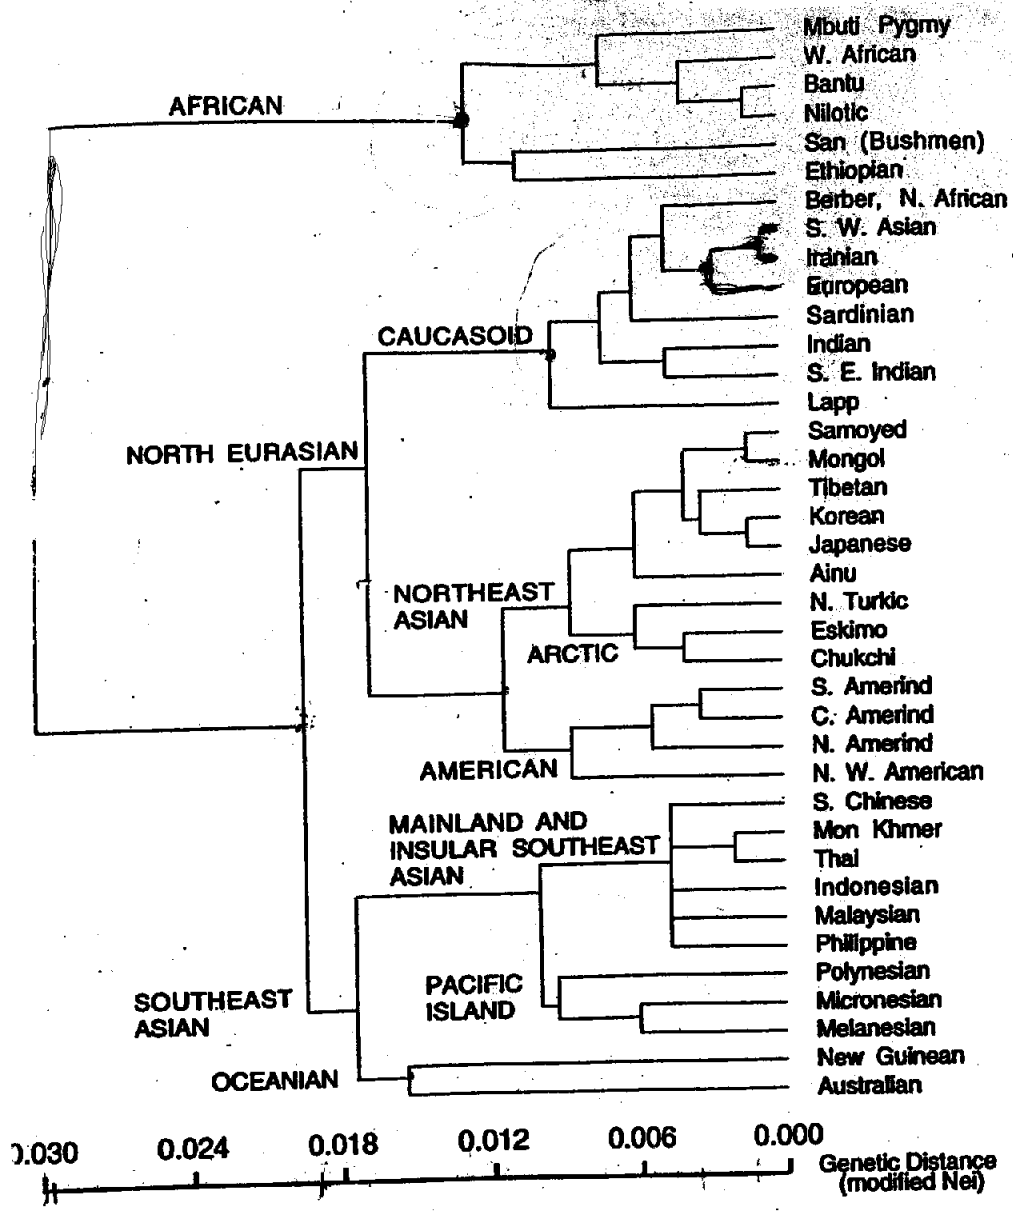 Mbuti Pygmy
W. African
AFRICAN
Bantu
Nilotic
San (Bushmen)
Ethiopian
Berber, N. African
S. W. Asian
Iranian
European
Sardinian
CAUCASOID
Indian
S. E. Indian
Lapp
Samoyed
NORTH EURASIAN
Mongol
Tibetan
Korean
Japanese
Ainu
NORTHEAST
ASIAN
N. Turkic
Eskimo
ARCTIC
Chukchi
S. Amerind
C. Amerind
N. Amerind
AMERICAN
N. W. American
S. Chinese
MAINLAND AND
INSULAR SOUTHEAST
ASIAN
Mon Khmer
Thai
Indonesian
Malaysian
Philippine
Polynesian
PACIFIC
ISLAND
Micronesian
SOUTHEAST
ASIAN
Melanesian
New Guinean
OCEANIAN
Australian
0.030 0.024 0.018 0.012 0.006 0.000
Genetic Distance
(modified Nei)